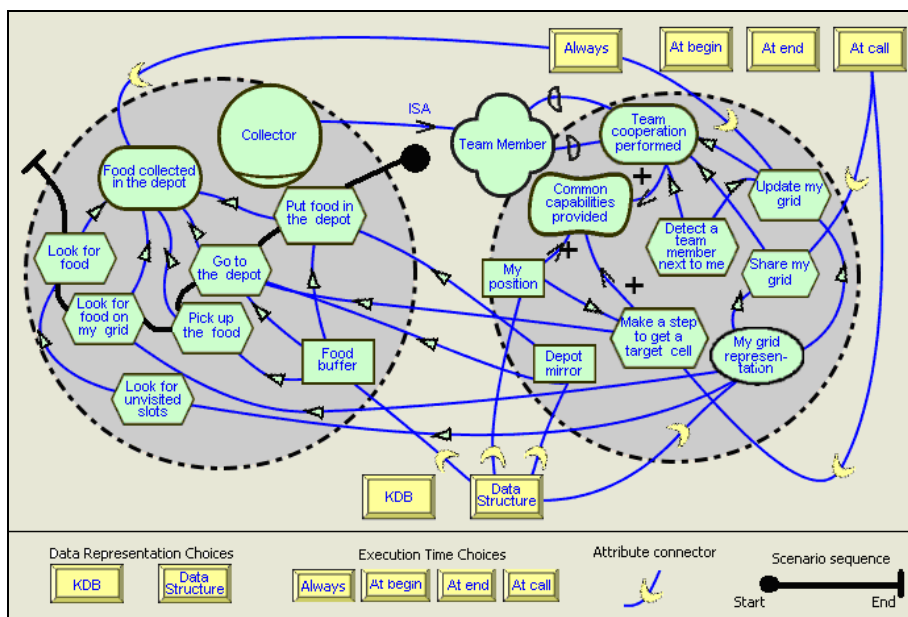 Always
At begin
At end
At call
ISA
Collector
Team Member
Team
cooperation
performed
Food collected
in the depot
Common
capabilities
provided
Update my
grid
Put food in
the depot
Detect a
team
member
next to me
Look for
food
Go to
the depot
My
position
Share my
grid
Look for
food on
my grid
Pick up
the food
Make a step
to get a
target cell
My grid
represen-
tation
Food
buffer
Depot
mirror
Look for
unvisited
slots
KDB
Data
Structure
Data Representation Choices
Execution Time Choices
Attribute connector
Scenario sequence
KDB
Data
Structure
Always
At begin
At end
At call
Start
End